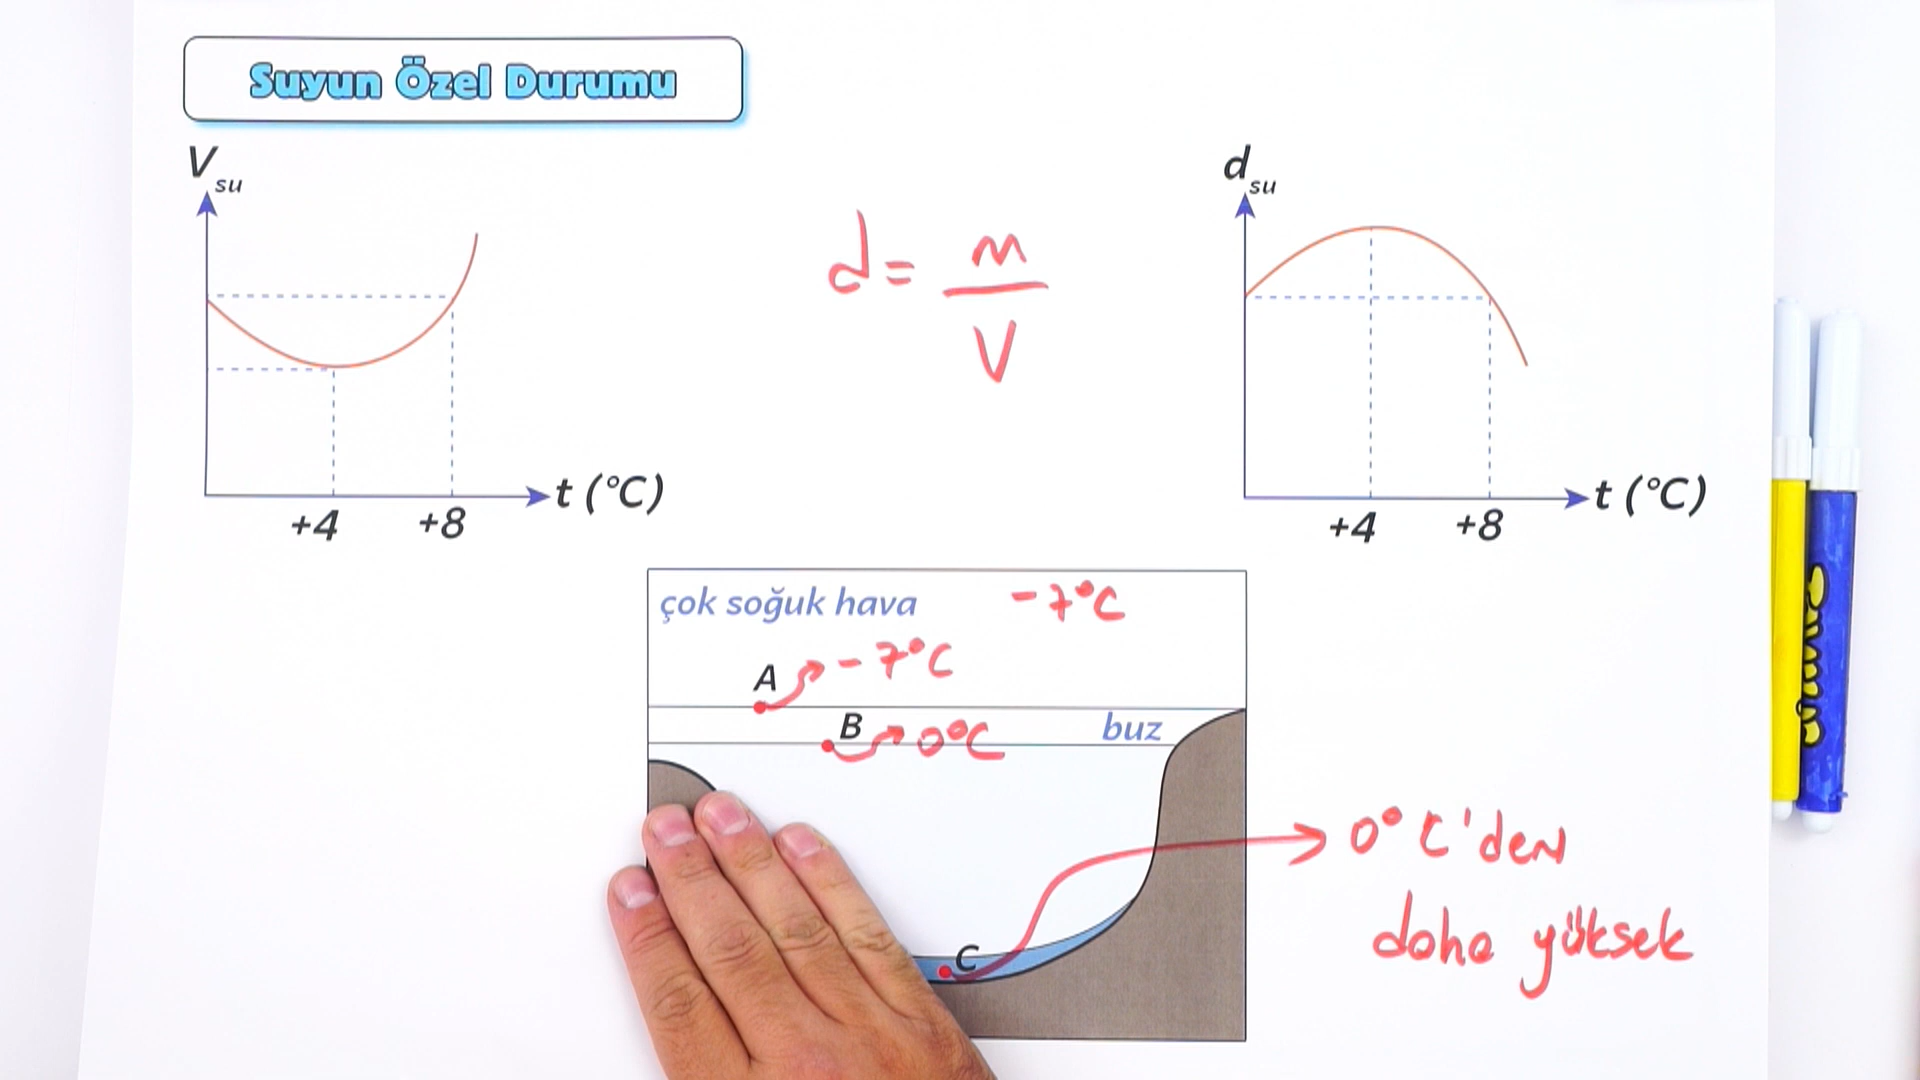 Suyun Özel Durumu
V su
t (°C)
+4 +8
d = m
V
d su
t (°C)
+4 +8
çok soğuk hava -7°C
A -7°C
B 0°C
buz
C
0°C'den
daha yüksek